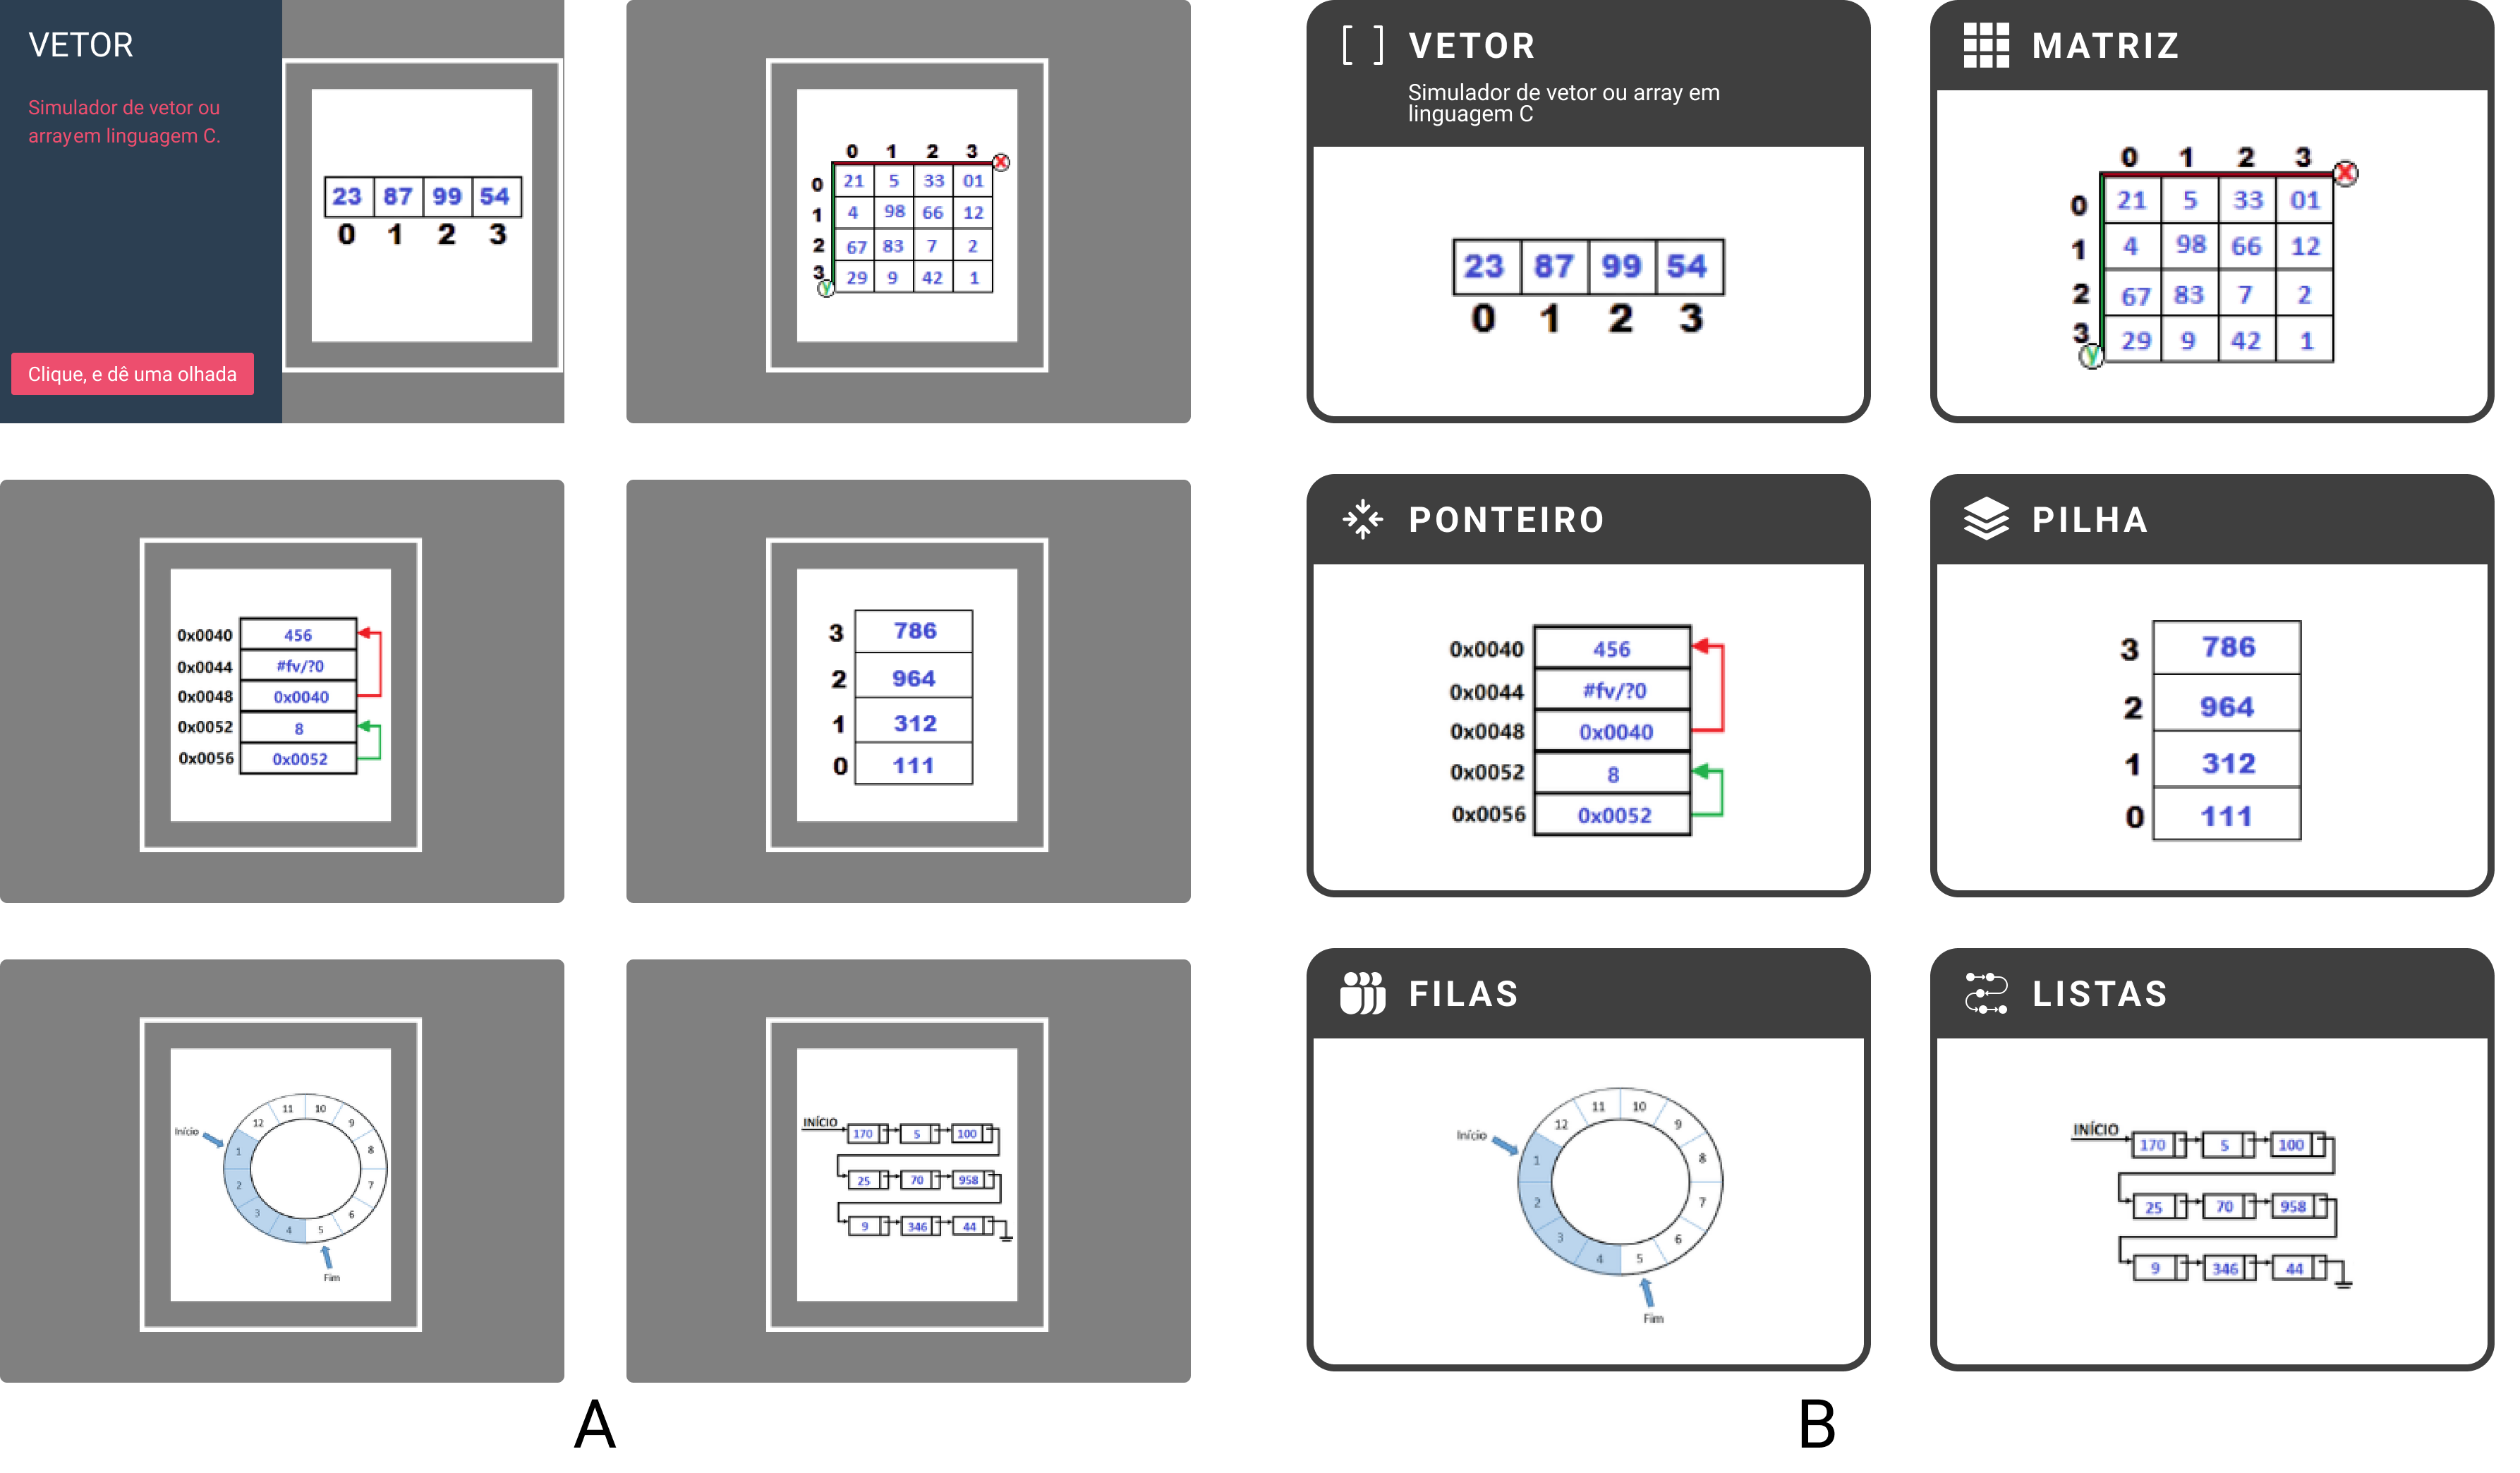 VETOR
Simulador de vetor ou
arrayem linguagem C.
Clique, e dê uma olhada
23 87 99 54
0 1 2 3
0 1 2 3
X
0 21 5 33 01
1 4 98 66 12
2 67 83 7 2
3 29 9 42 1
Y
0x0040 456
0x0044 #fv/?0
0x0048 0x0040
0x0052 8
0x0056 0x0052
3 786
2 964
1 312
0 111
11 10
12 9
Início
1 8
2 7
3 6
4 5
Fim
INÍCIO
170 5 100
25 70 958
9 346 44
A
[ ] VETOR
Simulador de vetor ou array em
linguagem C
23 87 99 54
0 1 2 3
MATRIZ
0 1 2 3
X
0 21 5 33 01
1 4 98 66 12
2 67 83 7 2
3 29 9 42 1
Y
PONTEIRO
0x0040 456
0x0044 #fv/?0
0x0048 0x0040
0x0052 8
0x0056 0x0052
PILHA
3 786
2 964
1 312
0 111
FILAS
11 10
12 9
Início
1 8
2 7
3 6
4 5
Fim
LISTAS
INÍCIO
170 5 100
25 70 958
9 346 44
B